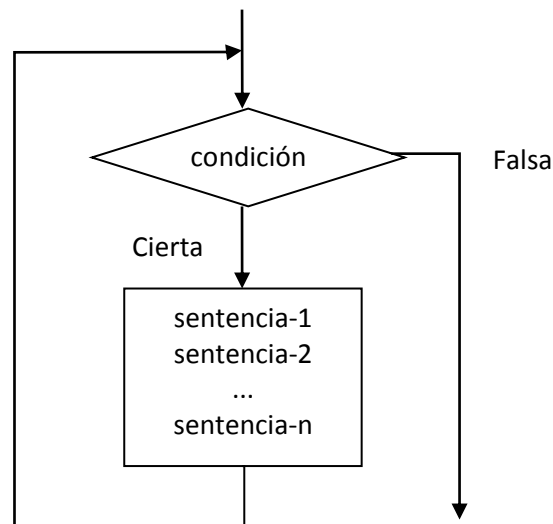 condición
Falsa
Cierta
sentencia-1
sentencia-2
...
sentencia-n